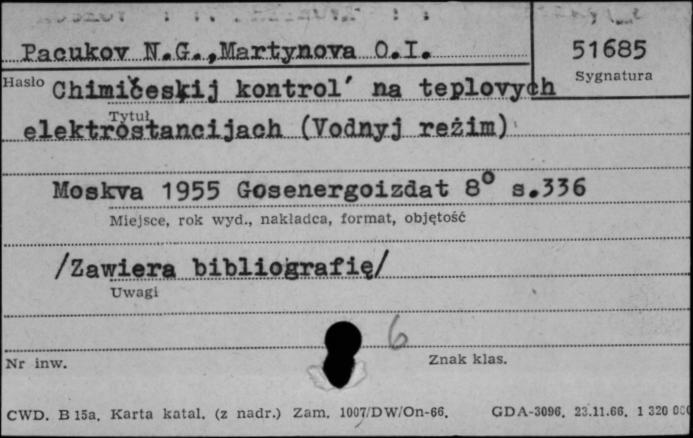 Pacukov N.G.,Martynova O.I.
51685
Hasło
Sygnatura
Chimičeskij kontrol′ na teplovych
Tytuł
elektrostancijach (Vodnyj reżim)
Moskva 1955 Gosenergoizdat 8° s.336
Miejsce, rok wyd., nakładca, format, objętość
/Zawiera bibliografię/
Uwagi
6
Nr inw.
Znak klas.
CWD. B 15a. Karta katal. (z nadr.) Zam. 1007/DW/On-66. GDA-3096. 23.11.66. 1 320 000